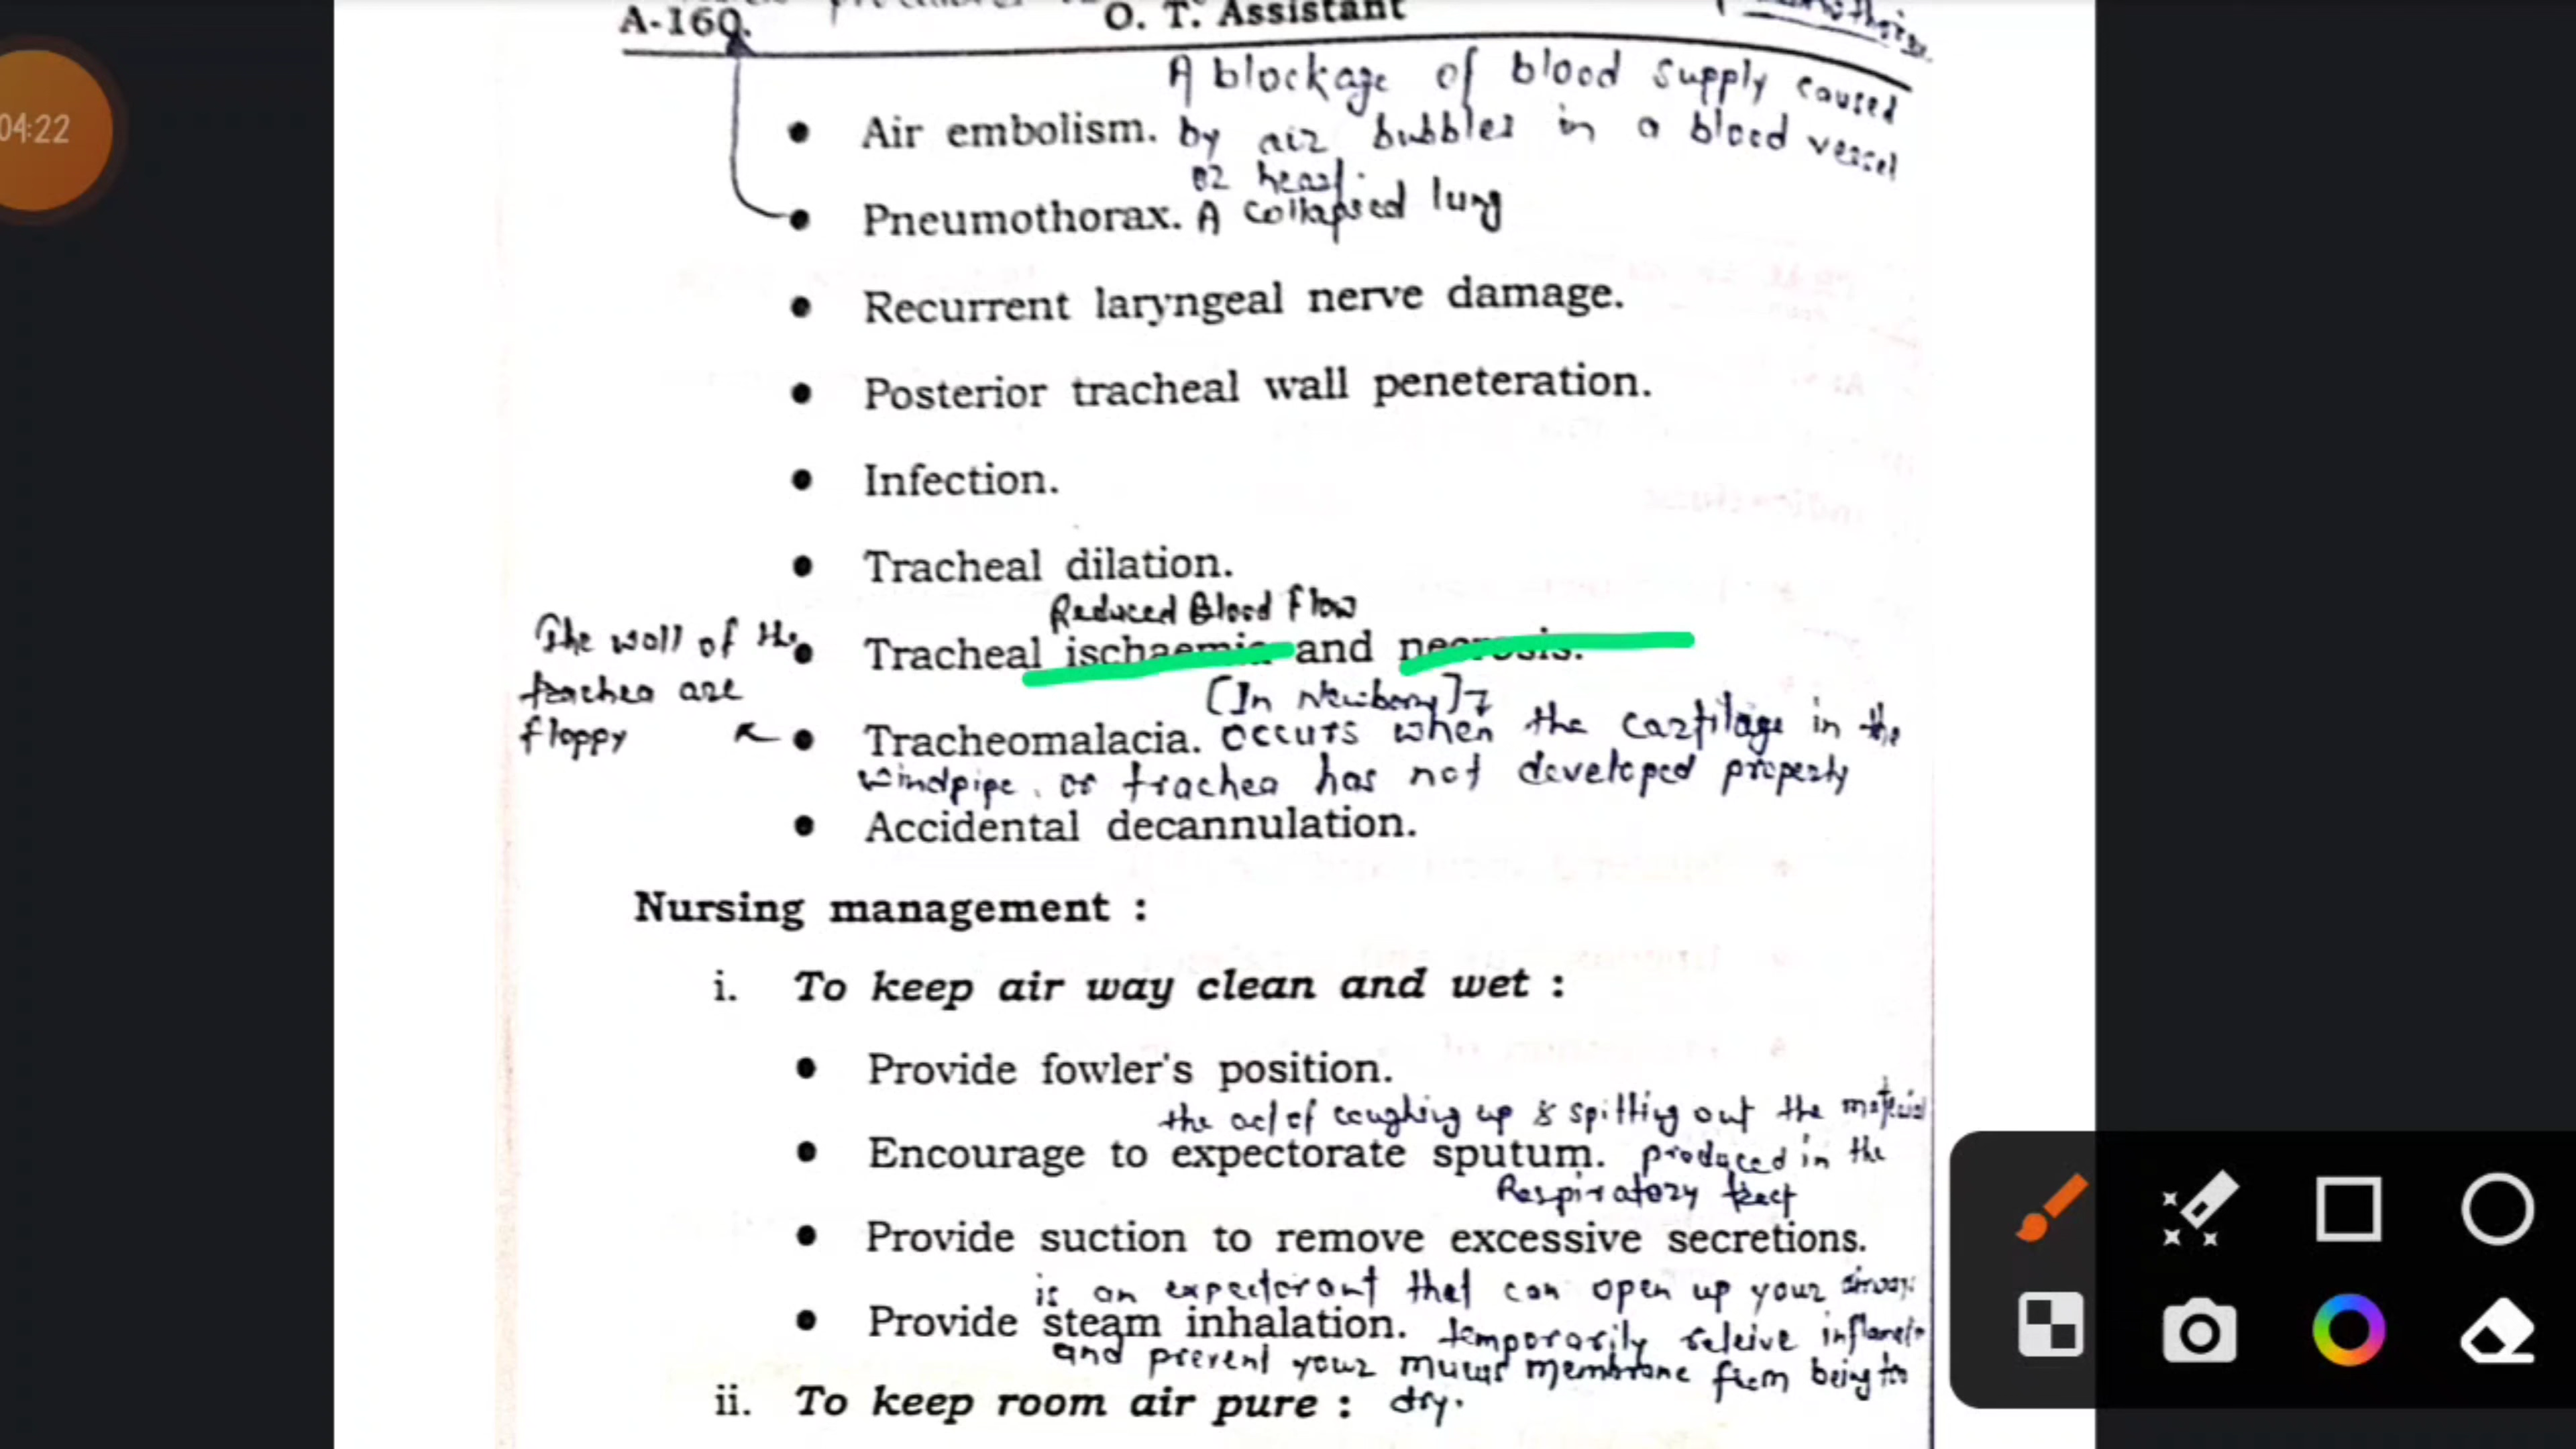 A-160.
O. T. Assistant
04:22
A blockage of blood supply caused
• Air embolism. by air bubbles in a blood vessel
or heart.
• Pneumothorax. A collapsed lung
• Recurrent laryngeal nerve damage.
• Posterior tracheal wall peneteration.
• Infection.
• Tracheal dilation.
Reduced Blood Flow
• Tracheal ischaemia and necrosis.
The wall of the
trachea are
floppy
[In Newborn]
• Tracheomalacia. occurs when the cartilage in the
windpipe. or trachea has not developed properly
• Accidental decannulation.
Nursing management :
i. To keep air way clean and wet :
• Provide fowler's position.
the act of coughing up & spitting out the material
• Encourage to expectorate sputum. produced in the
Respiratory tract
• Provide suction to remove excessive secretions.
is an expectorant that can open up your airway
• Provide steam inhalation. temporarily releive
and prevent your mucus membrane from being too
ii. To keep room air pure : dry.